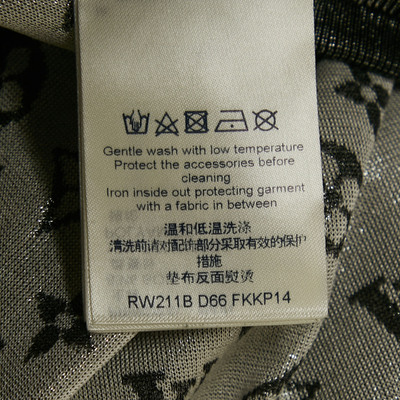 Gentle wash with low temperature
Protect the accessories before
cleaning
Iron inside out protecting garment
with a fabric in between
温和低温洗涤
清洗前请对配饰部分采取有效的保护
措施
垫布反面熨烫
RW211B D66 FKKP14